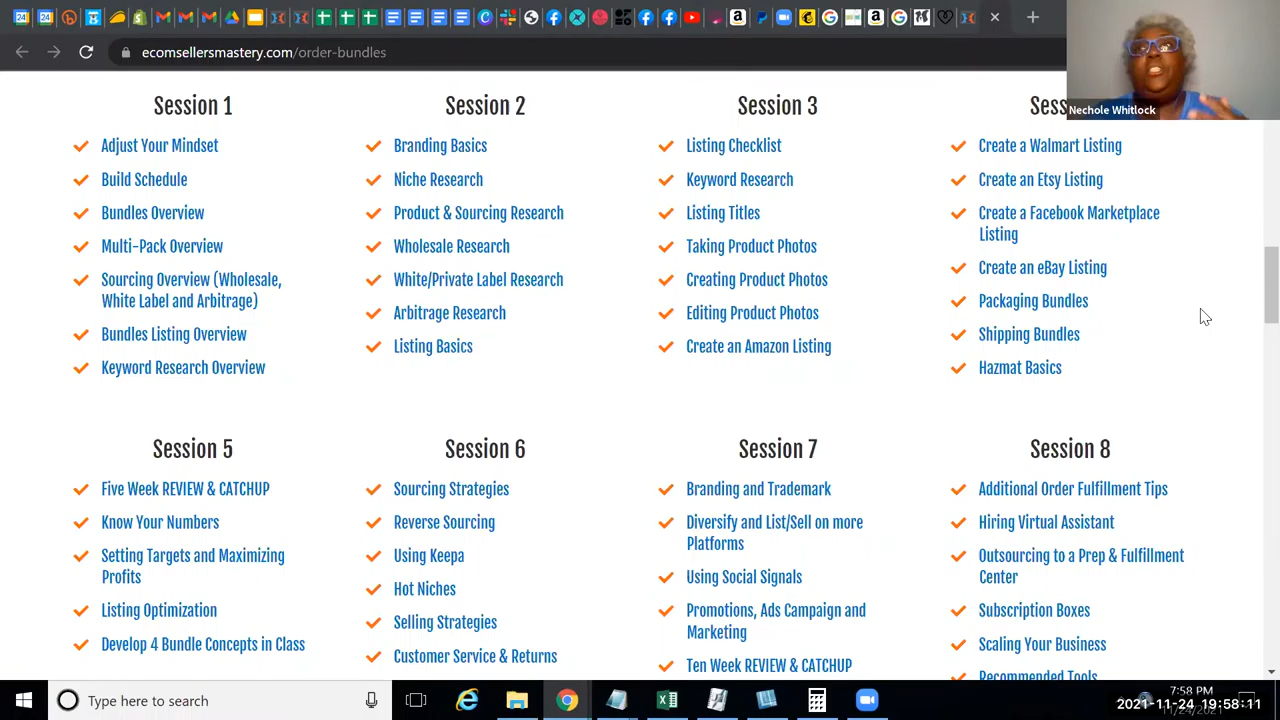 ecomsellersmastery.com/order-bundles
Nechole Whitlock
Session 1
Adjust Your Mindset
Build Schedule
Bundles Overview
Multi-Pack Overview
Sourcing Overview (Wholesale,
White Label and Arbitrage)
Bundles Listing Overview
Keyword Research Overview
Session 2
Branding Basics
Niche Research
Product & Sourcing Research
Wholesale Research
White/Private Label Research
Arbitrage Research
Listing Basics
Session 3
Listing Checklist
Keyword Research
Listing Titles
Taking Product Photos
Creating Product Photos
Editing Product Photos
Create an Amazon Listing
Create a Walmart Listing
Create an Etsy Listing
Create a Facebook Marketplace
Listing
Create an eBay Listing
Packaging Bundles
Shipping Bundles
Hazmat Basics
Session 5
Five Week REVIEW & CATCHUP
Know Your Numbers
Setting Targets and Maximizing
Profits
Listing Optimization
Develop 4 Bundle Concepts in Class
Session 6
Sourcing Strategies
Reverse Sourcing
Using Keepa
Hot Niches
Selling Strategies
Customer Service & Returns
Session 7
Branding and Trademark
Diversify and List/Sell on more
Platforms
Using Social Signals
Promotions, Ads Campaign and
Marketing
Ten Week REVIEW & CATCHUP
Session 8
Additional Order Fulfillment Tips
Hiring Virtual Assistant
Outsourcing to a Prep & Fulfillment
Center
Subscription Boxes
Scaling Your Business
Recommended Tools
Type here to search
7:58 PM
2021-11-24 19:58:11